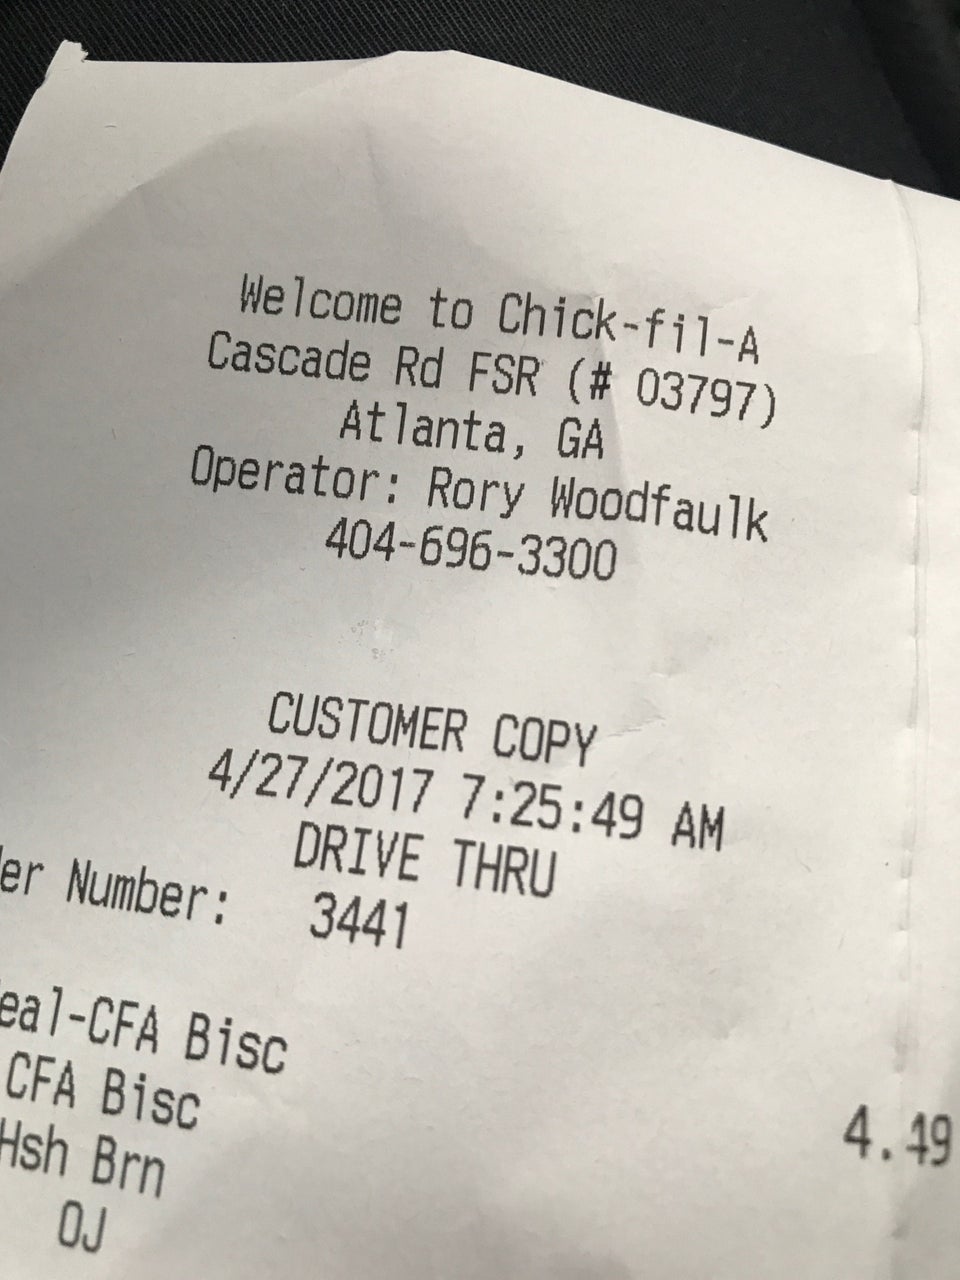 Welcome to Chick-fil-A
Cascade Rd FSR (# 03797)
Atlanta, GA
Operator: Rory Woodfaulk
404-696-3300
CUSTOMER COPY
4/27/2017 7:25:49 AM
DRIVE THRU
er Number: 3441
eal-CFA Bisc
CFA Bisc
Hsh Brn
4.49
OJ